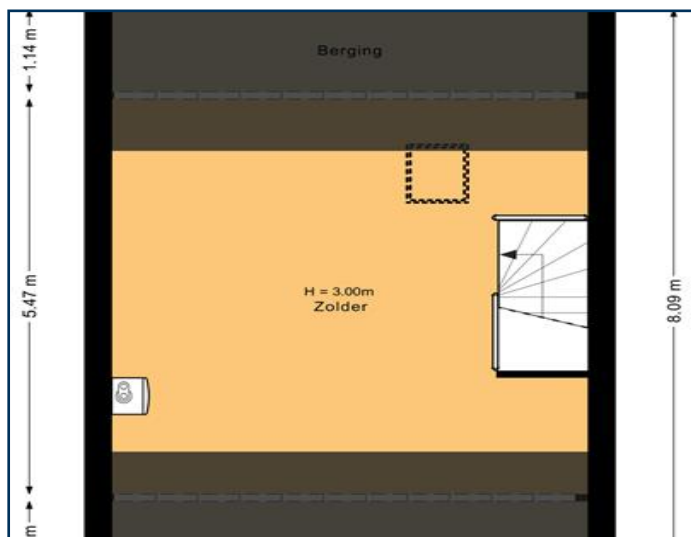 Berging
1.14 m
5.47 m
H = 3.00m
Zolder
8.09 m
m